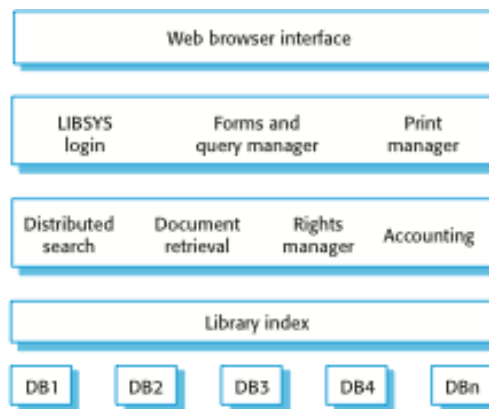 Web browser interface
LIBSYS login
Forms and query manager
Print manager
Distributed search
Document retrieval
Rights manager
Accounting
Library index
DB1 DB2 DB3 DB4 DBn